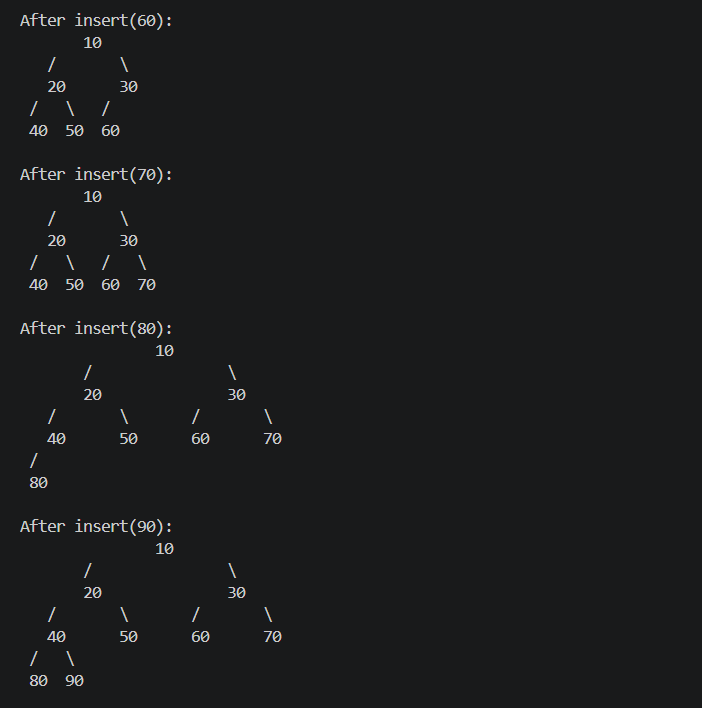 After insert(60):
       10
   /       \
   20      30
 /   \   /
 40  50  60
After insert(70):
       10
   /       \
   20      30
 /   \   /   \
 40  50  60  70
After insert(80):
               10
       /               \
       20              30
   /       \       /       \
   40      50      60      70
 /
 80
After insert(90):
               10
       /               \
       20              30
   /       \       /       \
   40      50      60      70
 /   \
 80  90